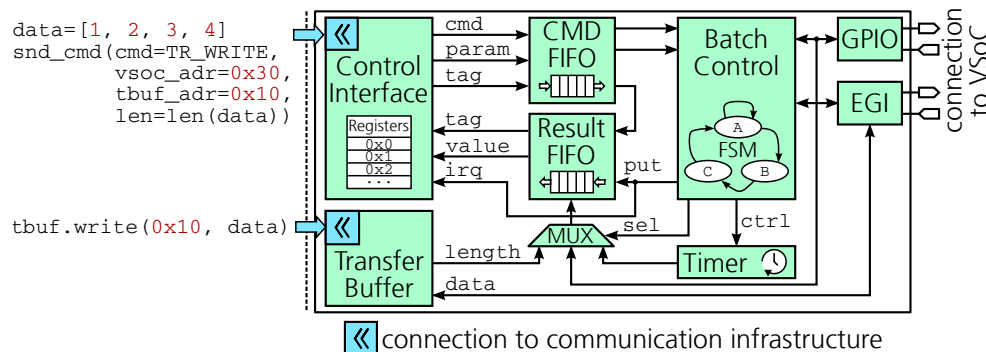 data=[1, 2, 3, 4]
snd_cmd(cmd=TR_WRITE,
vsoc_adr=0x30,
tbuf_adr=0x10,
len=len(data))
tbuf.write(0x10, data)
Control
Interface
Registers
0x0
0x1
0x2
...
cmd
param
tag
tag
value
irq
CMD
FIFO
Result
FIFO
put
Batch
Control
A
FSM
C
B
GPIO
EGI
connection
to VSoC
Transfer
Buffer
length
data
MUX
sel
ctrl
Timer
connection to communication infrastructure